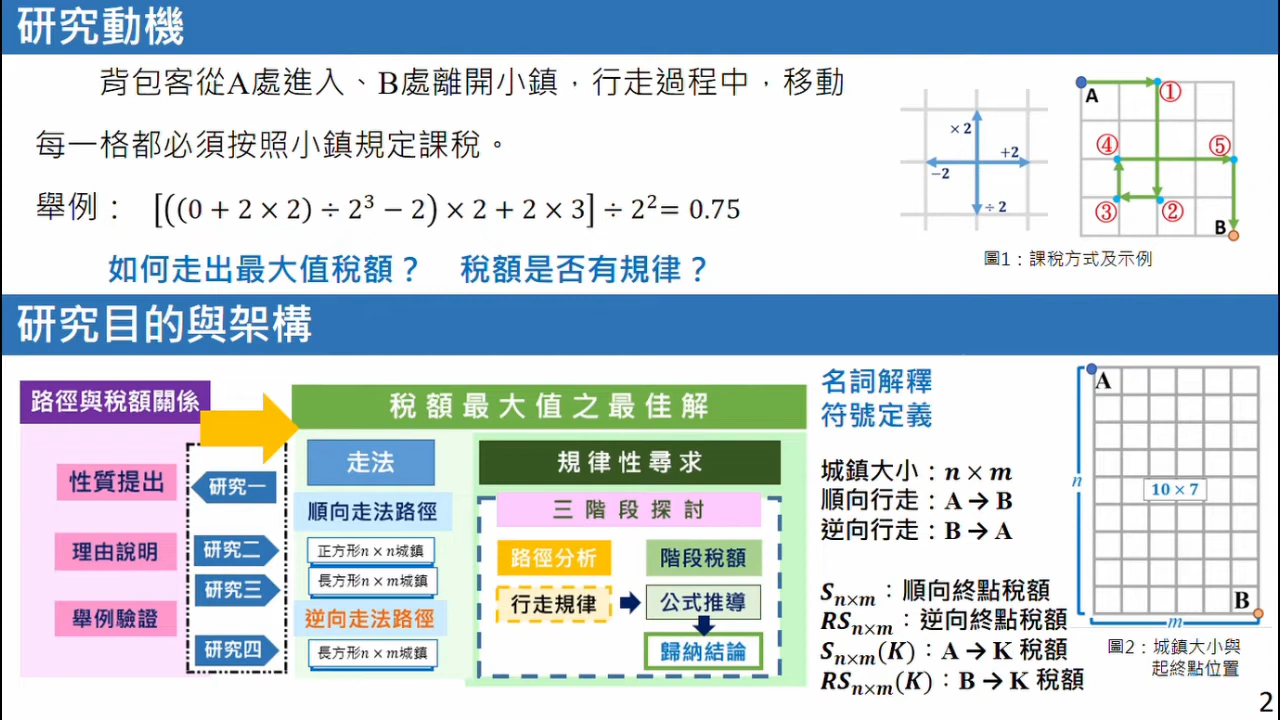 研究動機
背包客從A處進入、B處離開小鎮，行走過程中，移動
每一格都必須按照小鎮規定課稅。
舉例： [((0 + 2 × 2) ÷ 2³ − 2) × 2 + 2 × 3] ÷ 2²= 0.75
如何走出最大值稅額？ 稅額是否有規律？
×2
+2
−2
÷2
A
①
④
⑤
③
②
B
圖1：課稅方式及示例
研究目的與架構
路徑與稅額關係
性質提出
理由說明
舉例驗證
研究一
研究二
研究三
研究四
稅額最大值之最佳解
走法
順向走法路徑
正方形n × n城鎮
長方形n × m城鎮
逆向走法路徑
長方形n × m城鎮
規律性尋求
三階段探討
路徑分析
階段稅額
行走規律
公式推導
歸納結論
名詞解釋
符號定義
城鎮大小：n × m
順向行走：A → B
逆向行走：B → A
Sₙ×ₘ：順向終點稅額
RSₙ×ₘ：逆向終點稅額
Sₙ×ₘ(K)：A → K 稅額
RSₙ×ₘ(K)：B → K 稅額
A
n
10 × 7
B
m
圖2：城鎮大小與
起終點位置
2